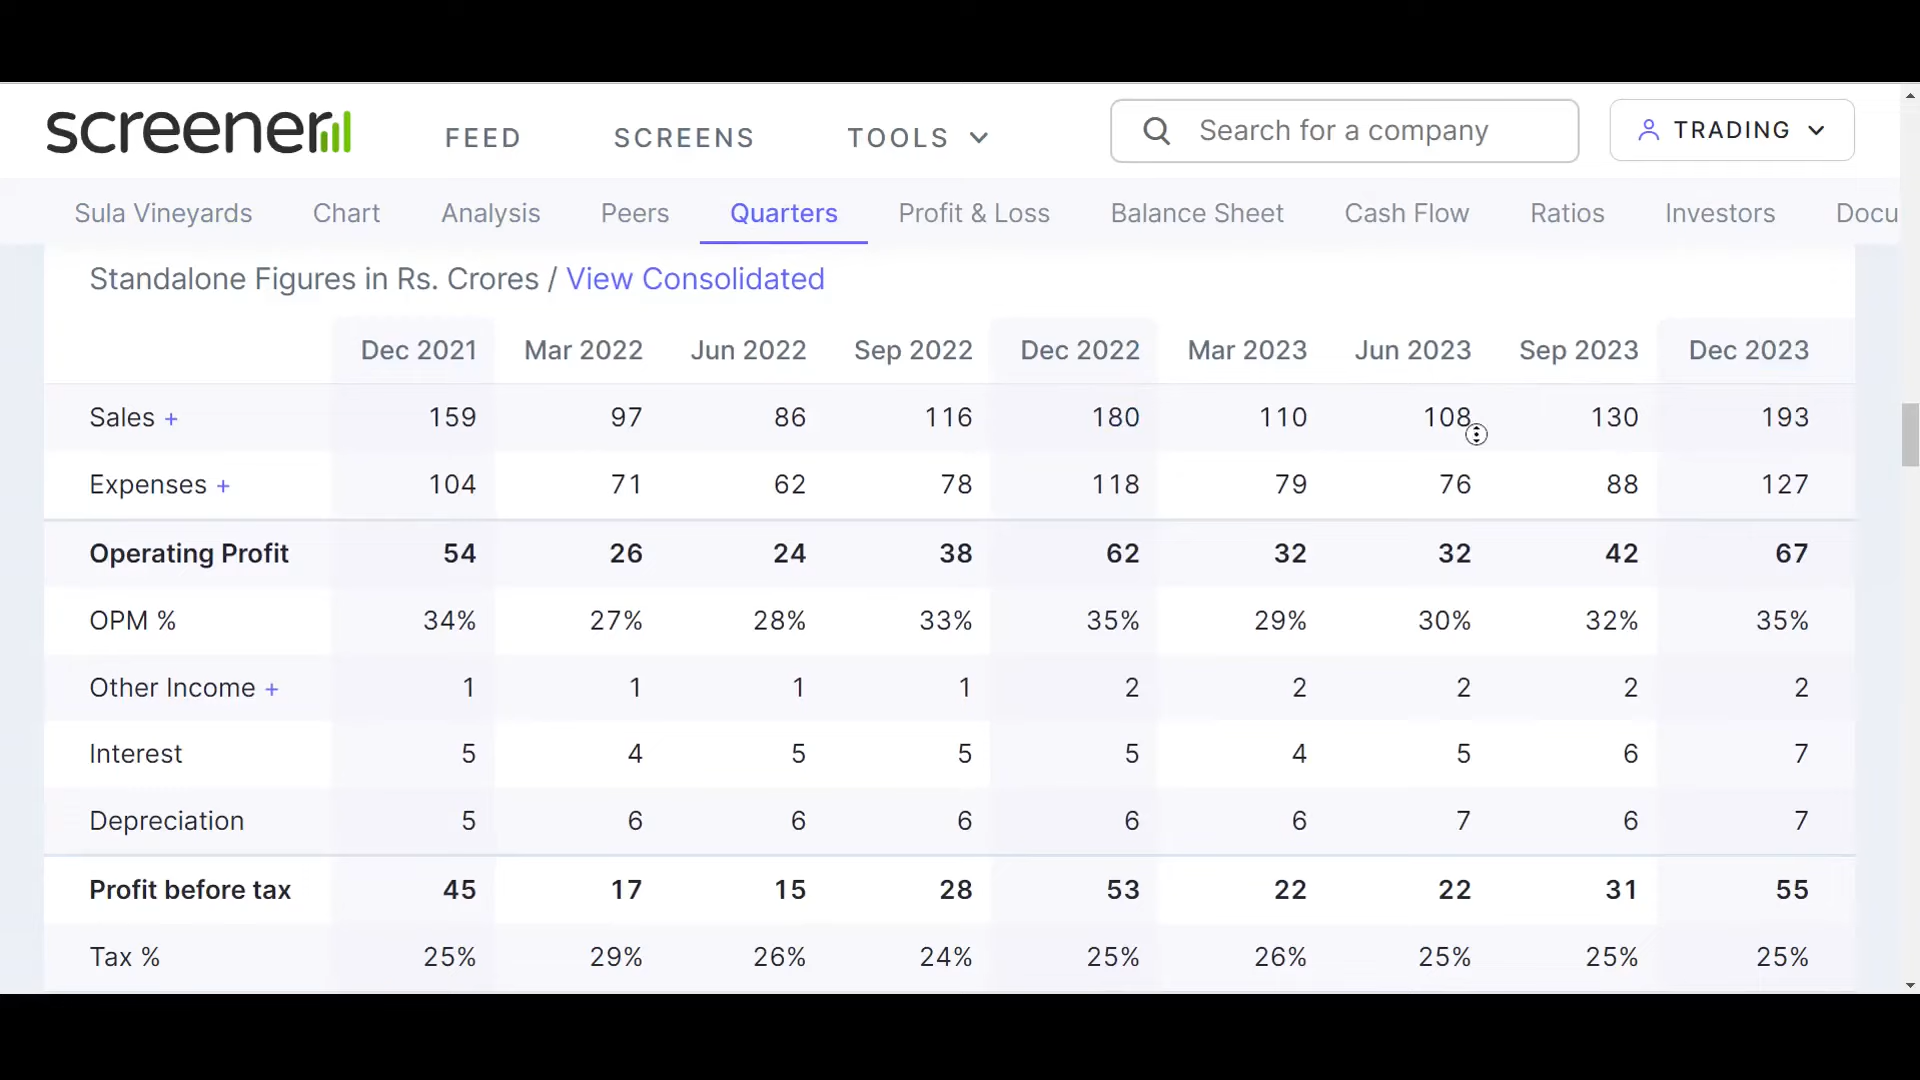 screener
FEED SCREENS TOOLS Search for a company TRADING
Sula Vineyards Chart Analysis Peers Quarters Profit & Loss Balance Sheet Cash Flow Ratios Investors Docu
Standalone Figures in Rs. Crores / View Consolidated
Dec 2021 Mar 2022 Jun 2022 Sep 2022 Dec 2022 Mar 2023 Jun 2023 Sep 2023 Dec 2023
Sales + 159 97 86 116 180 110 108 130 193
Expenses + 104 71 62 78 118 79 76 88 127
Operating Profit 54 26 24 38 62 32 32 42 67
OPM % 34% 27% 28% 33% 35% 29% 30% 32% 35%
Other Income + 1 1 1 1 2 2 2 2 2
Interest 5 4 5 5 5 4 5 6 7
Depreciation 5 6 6 6 6 6 7 6 7
Profit before tax 45 17 15 28 53 22 22 31 55
Tax % 25% 29% 26% 24% 25% 26% 25% 25% 25%